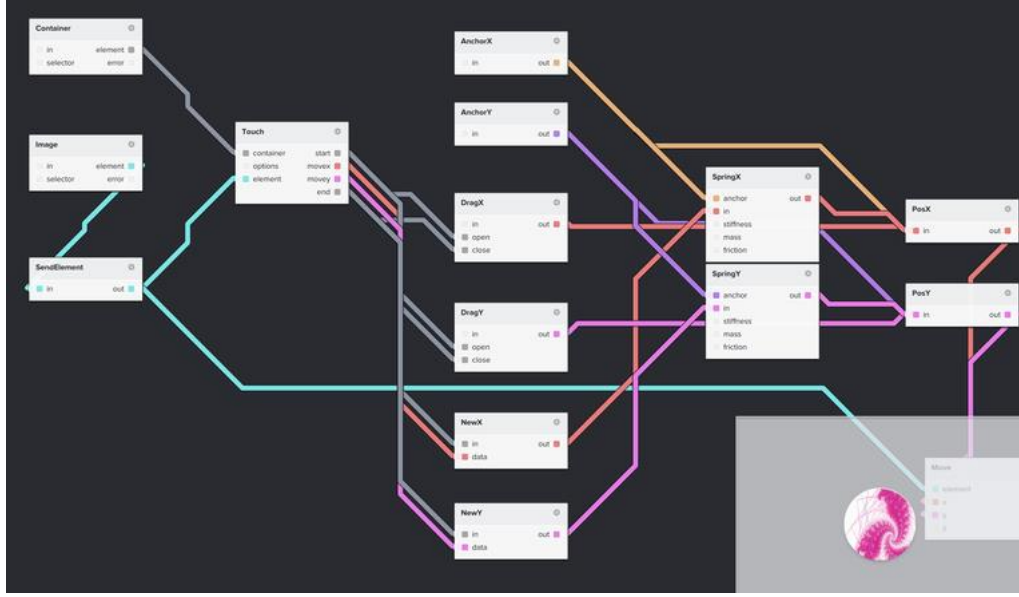 Container
in element
selector error
Image
in element
selector error
SendElement
in out
Touch
container start
options movex
element movey
end
AnchorX
in out
AnchorY
in out
DragX
in out
open
close
DragY
in out
open
close
NewX
in out
data
NewY
in out
data
SpringX
anchor out
in
stiffness
mass
friction
SpringY
anchor out
in
stiffness
mass
friction
PosX
in out
PosY
in out
Move
element
x
y